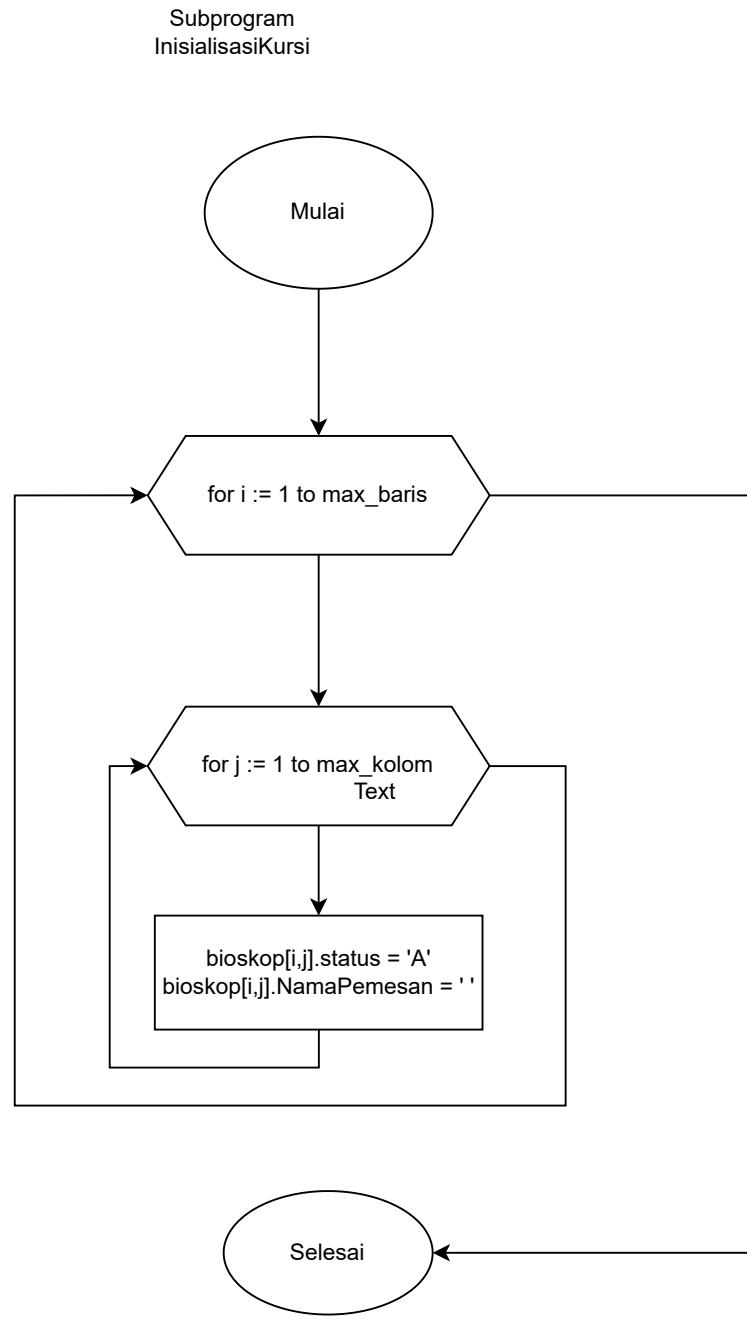 Subprogram
InisialisasiKursi
Mulai
for i := 1 to max_baris
for j := 1 to max_kolom
Text
bioskop[i,j].status = 'A'
bioskop[i,j].NamaPemesan = ' '
Selesai